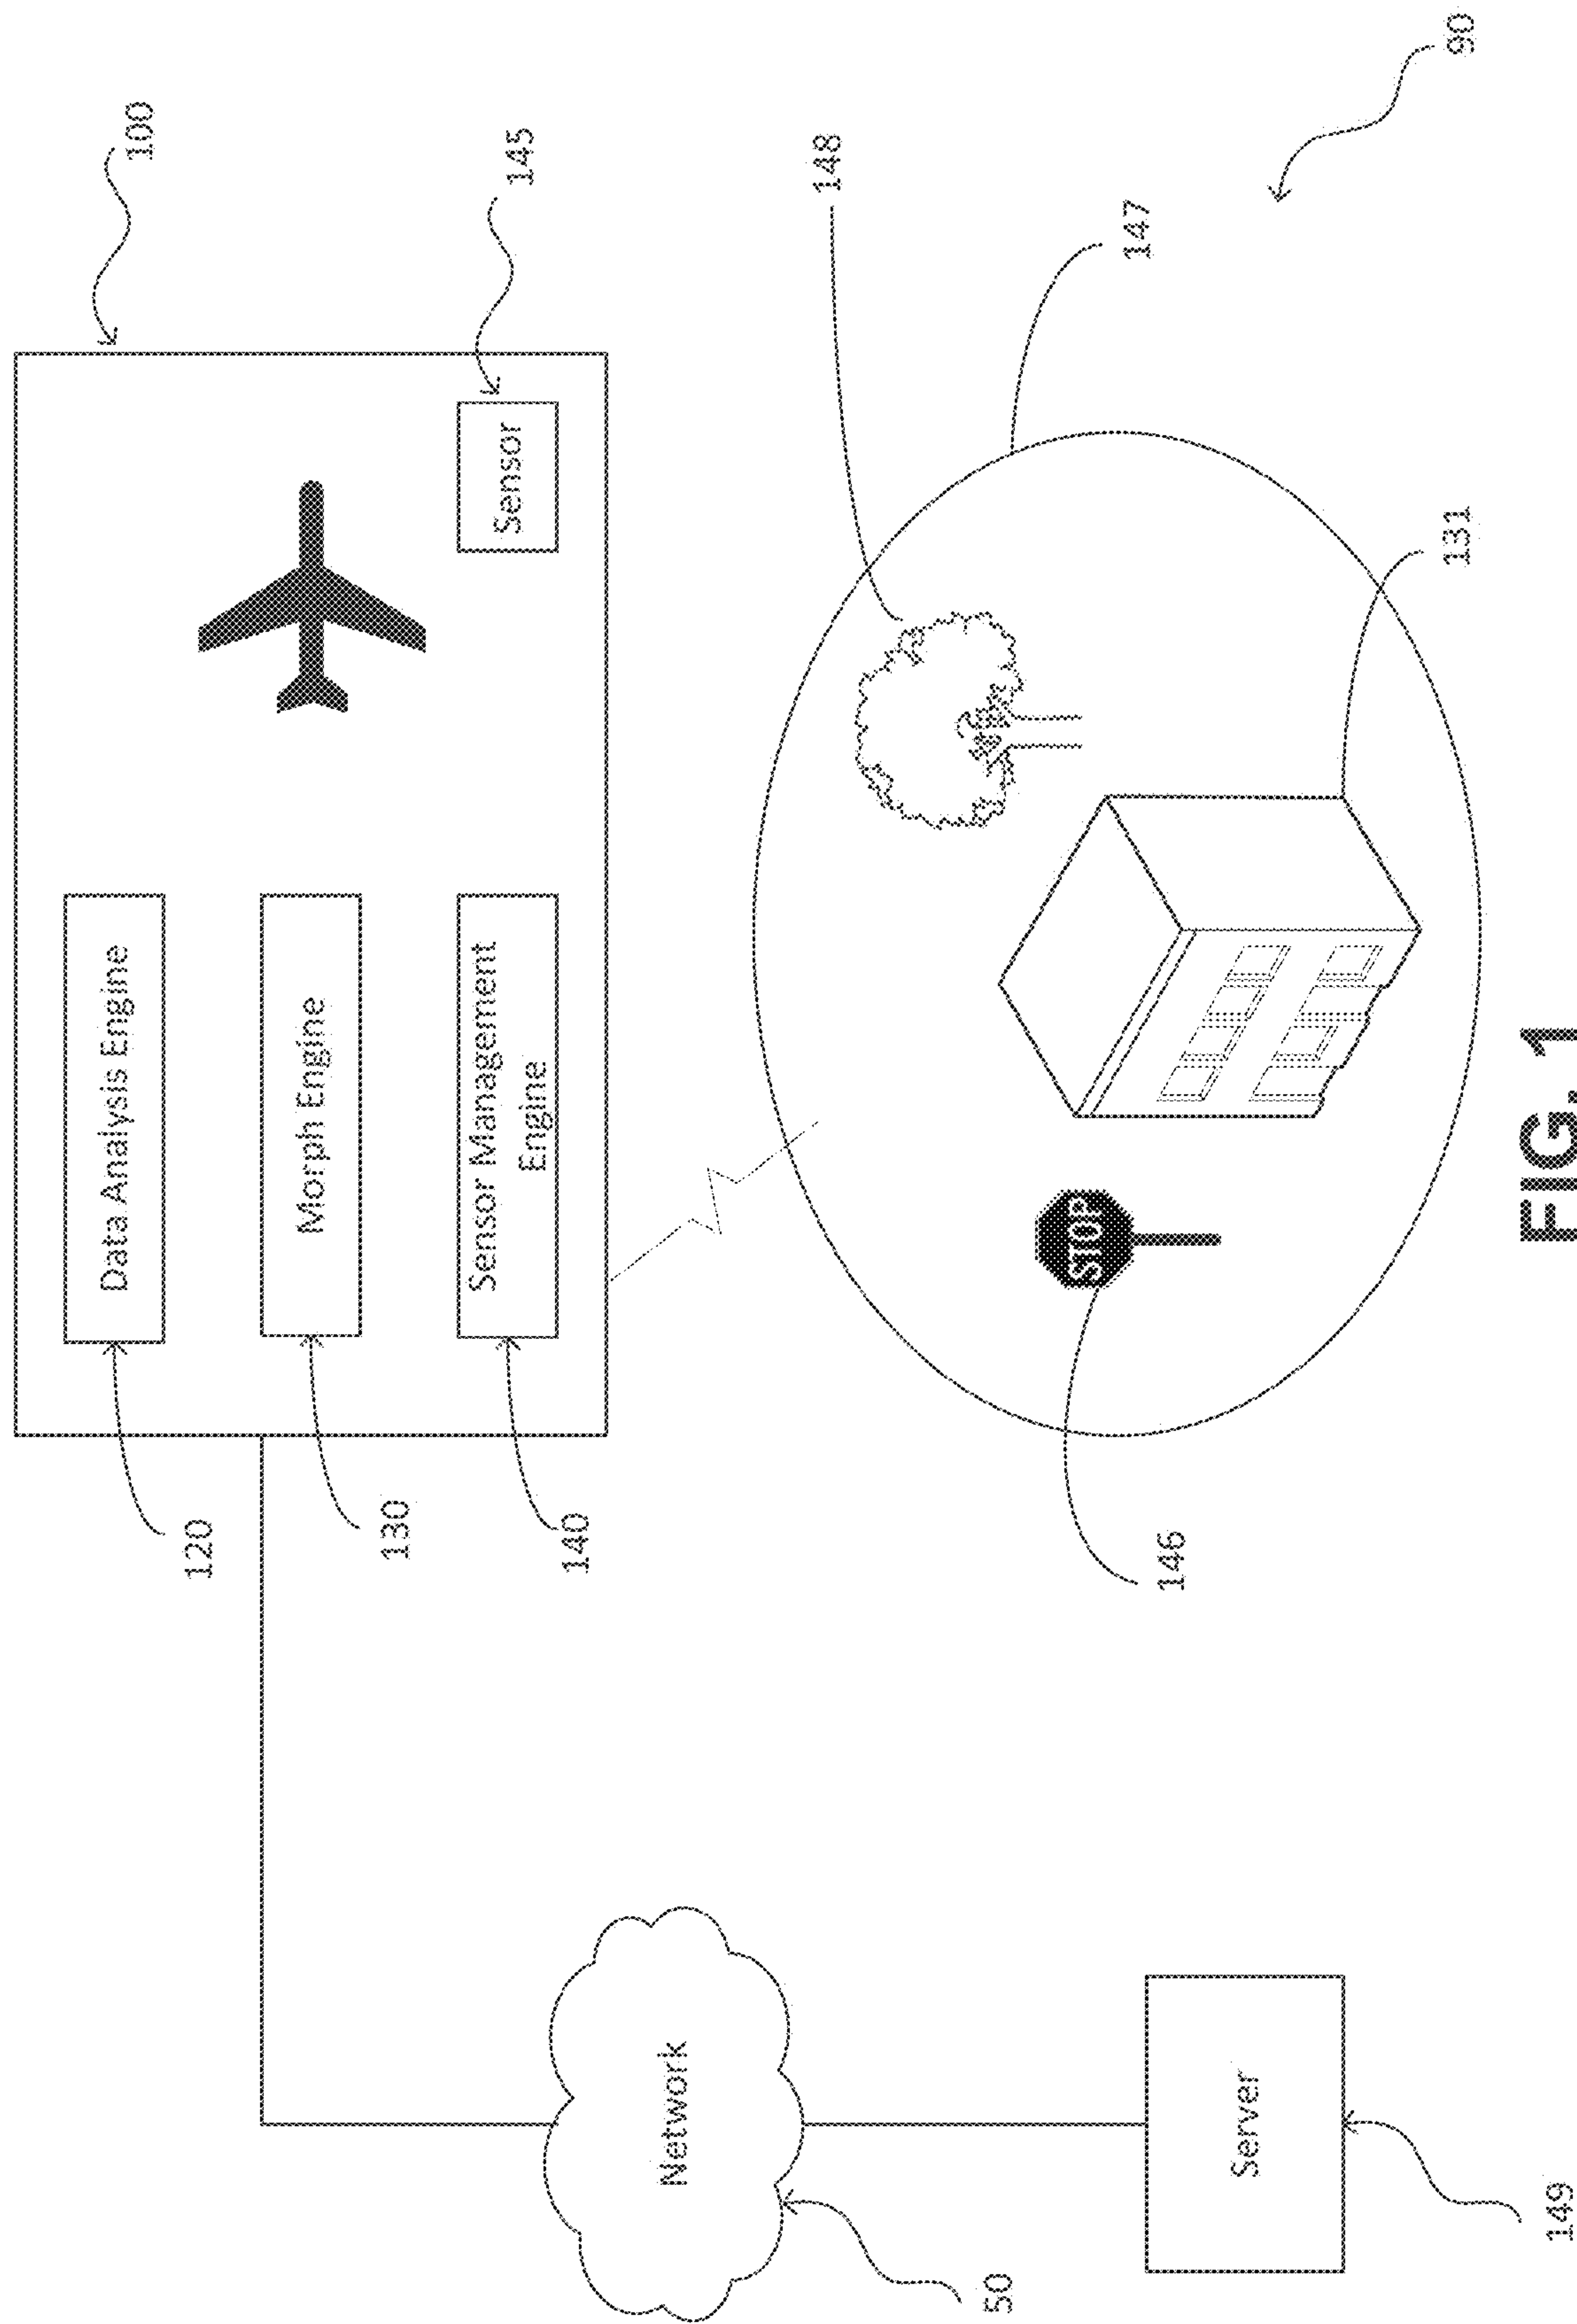 100
Data Analysis Engine
120
Morph Engine
130
Sensor Management
Engine
140
Sensor
145
Network
50
Server
149
STOP
146
148
147
131
90
FIG. 1